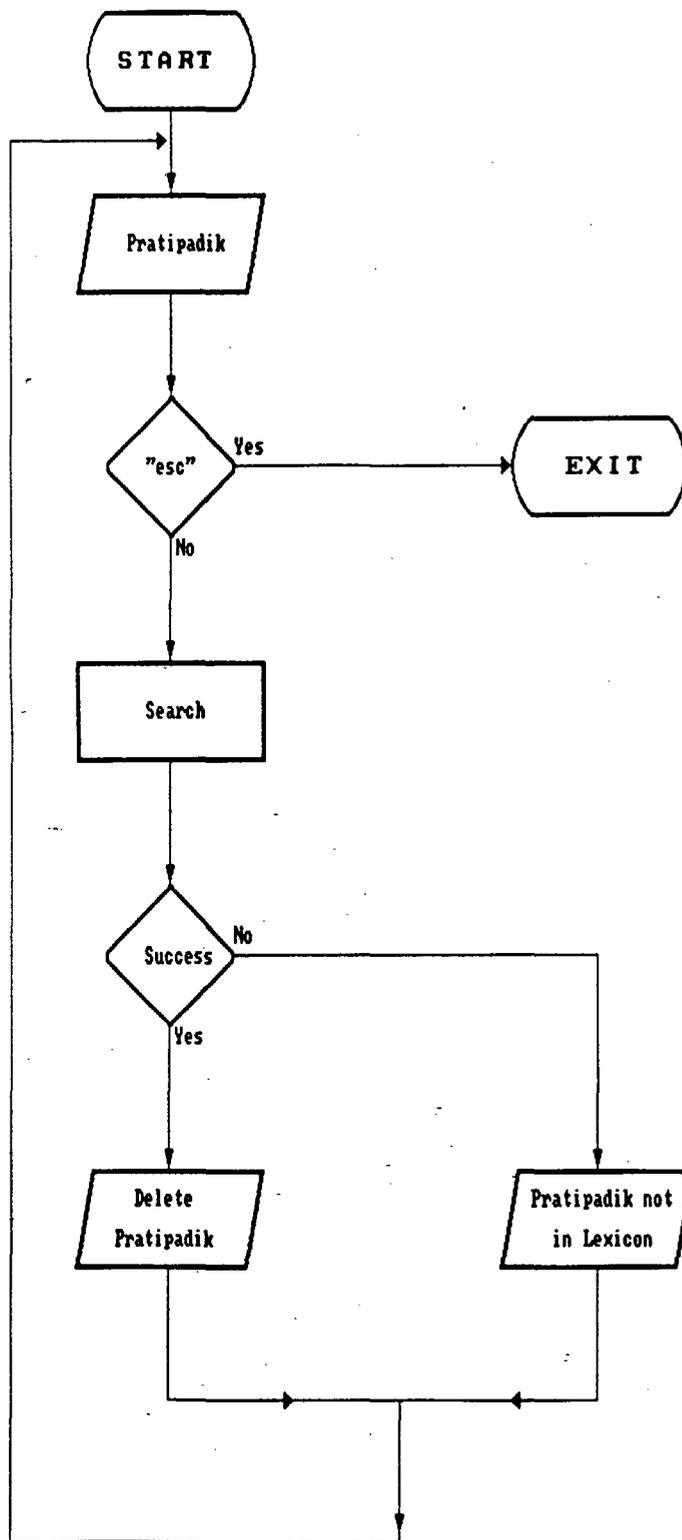 START
Pratipadik
"esc"
Yes
EXIT
No
Search
Success
No
Yes
Delete
Pratipadik
Pratipadik not
in Lexicon